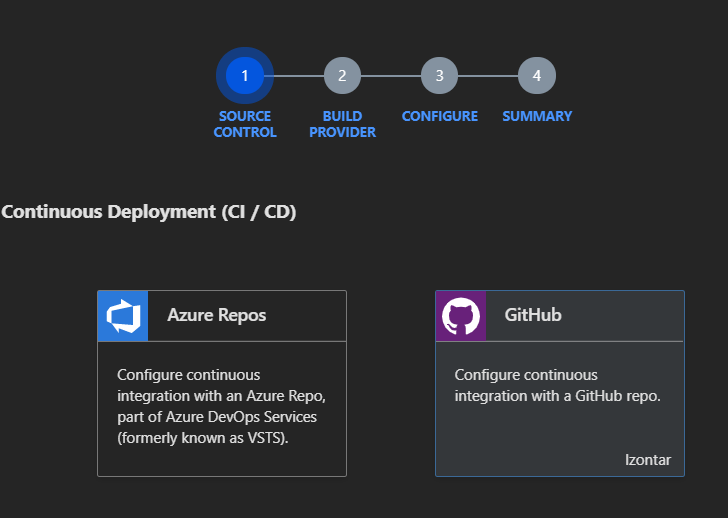 1
2
3
4
SOURCE
CONTROL
BUILD
PROVIDER
CONFIGURE
SUMMARY
Continuous Deployment (CI / CD)
Azure Repos
Configure continuous
integration with an Azure Repo,
part of Azure DevOps Services
(formerly known as VSTS).
GitHub
Configure continuous
integration with a GitHub repo.
lzontar